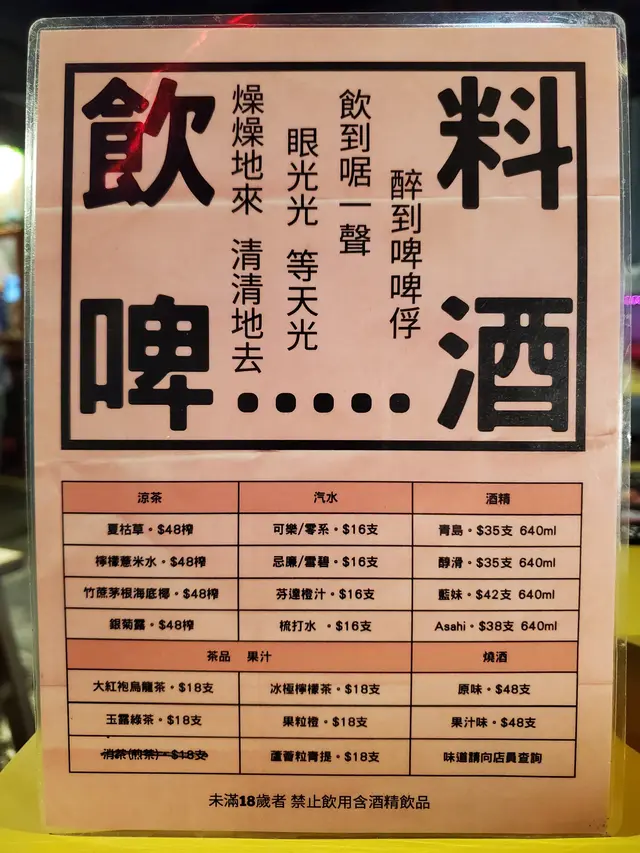 飲料
啤酒
醉到啤啤俘
飲到啹一聲
眼光光 等天光
燥燥地來 清清地去
.....
涼茶 汽水 酒精
夏枯草・$48樽 可樂/零系・$16支 青島・$35支 640ml
檸檬薏米水・$48樽 忌廉/雪碧・$16支 醇滑・$35支 640ml
竹蔗茅根海底椰・$48樽 芬達橙汁・$16支 藍妹・$42支 640ml
銀菊露・$48樽 梳打水 ・$16支 Asahi・$38支 640ml
茶品 果汁 燒酒
大紅袍烏龍茶・$18支 冰極檸檬茶・$18支 原味・$48支
玉露綠茶・$18支 果粒橙・$18支 果汁味・$48支
消茶(煎茶)・$18支 蘆薈粒青提・$18支 味道請向店員查詢
未滿18歲者 禁止飲用含酒精飲品